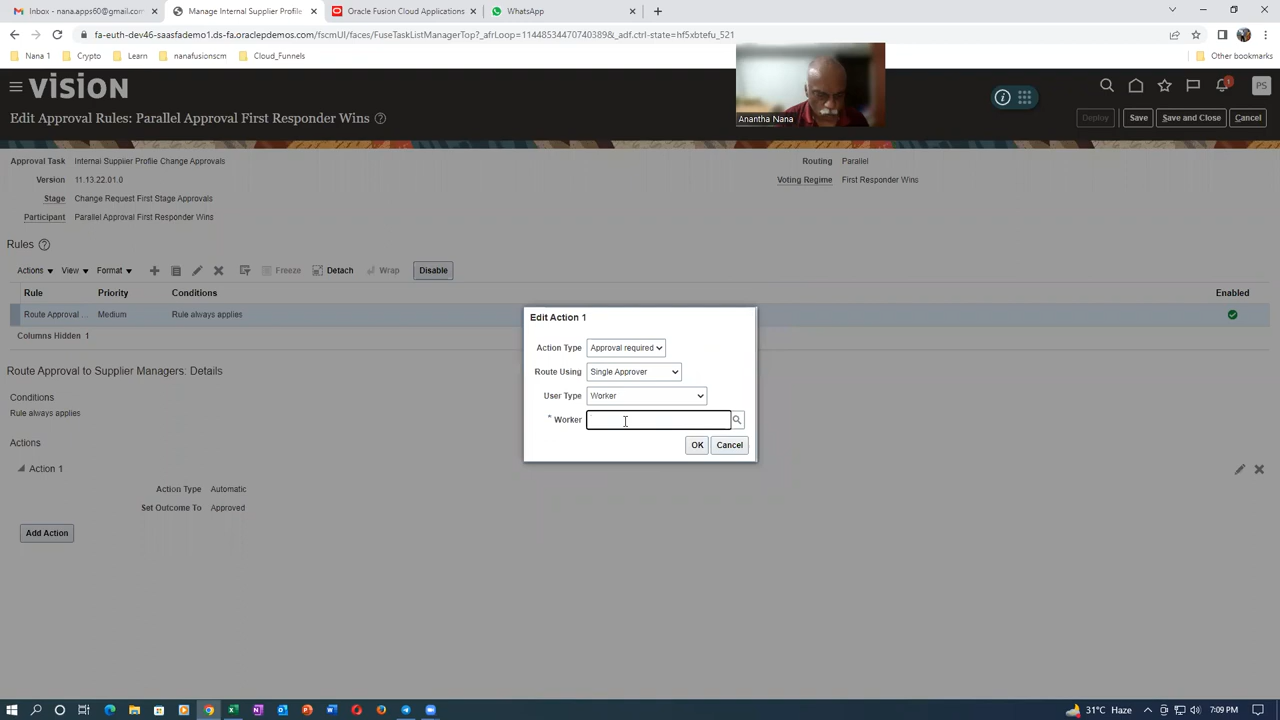 Inbox - nana.apps60@gmail.com
Manage Internal Supplier Profile
Oracle Fusion Cloud Applications
WhatsApp
fa-euth-dev46-saasfademo1.ds-fa.oraclepdemos.com/fscmUI/faces/FuseTaskListManagerTop?_afrLoop=11448534470740389&_adf.ctrl-state=hf5xbtefu_521
Nana 1
Crypto
Learn
nanafusionscm
Cloud_Funnels
Other bookmarks
VISION
1
PS
Edit Approval Rules: Parallel Approval First Responder Wins
Anantha Nana
Deploy
Save
Save and Close
Cancel
Approval Task Internal Supplier Profile Change Approvals
Routing Parallel
Version 11.13.22.01.0
Voting Regime First Responder Wins
Stage Change Request First Stage Approvals
Participant Parallel Approval First Responder Wins
Rules
Actions View Format Freeze Detach Wrap Disable
Rule Priority Conditions Enabled
Route Approval ... Medium Rule always applies
Columns Hidden 1
Edit Action 1
Action Type Approval required
Route Using Single Approver
User Type Worker
* Worker
OK Cancel
Route Approval to Supplier Managers: Details
Conditions
Rule always applies
Actions
Action 1
Action Type Automatic
Set Outcome To Approved
Add Action
31°C Haze
7:09 PM